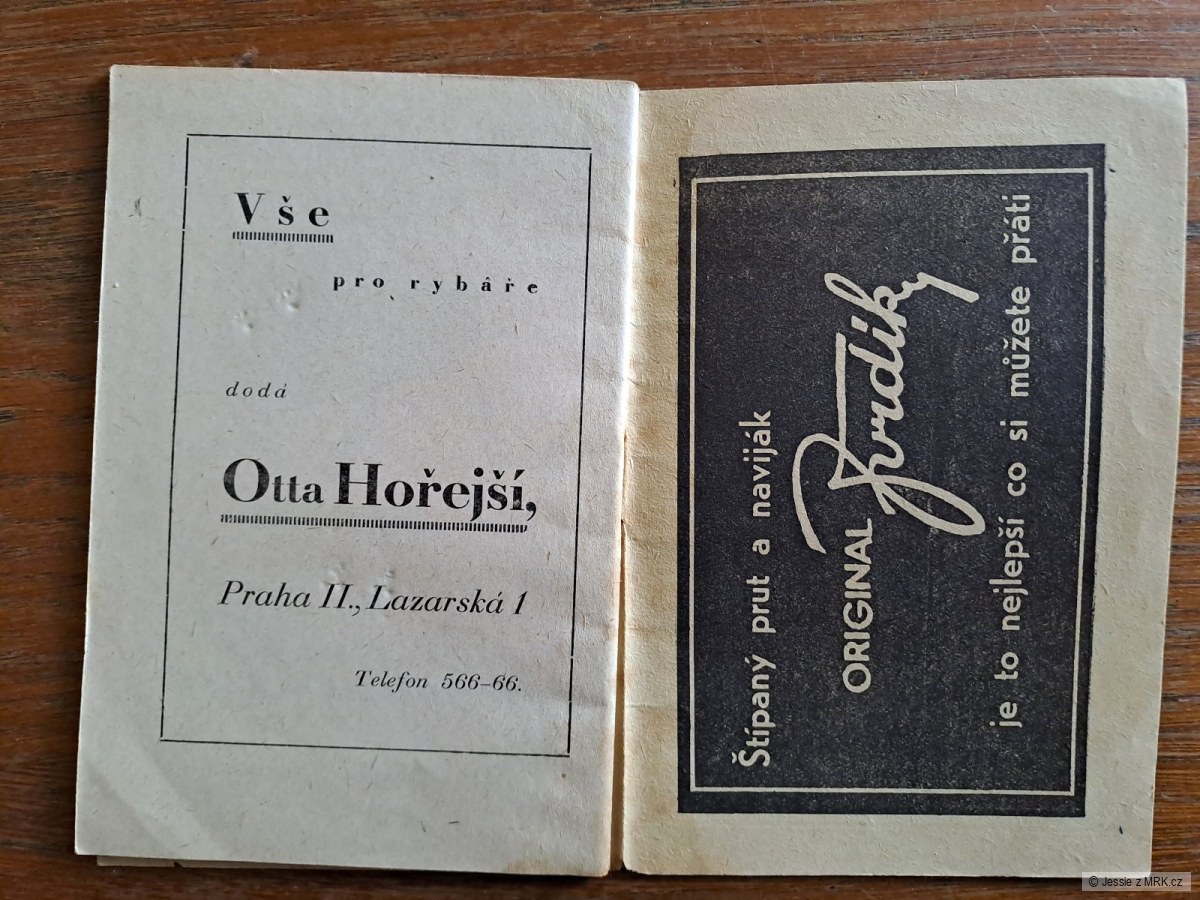 Vše
pro rybáře
dodá
Otta Hořejší,
Praha II., Lazarská 1
Telefon 566–66.
Štípaný prut a naviják
ORIGINAL
je to nejlepší co si můžete přáti
© Jessie z MRK.cz